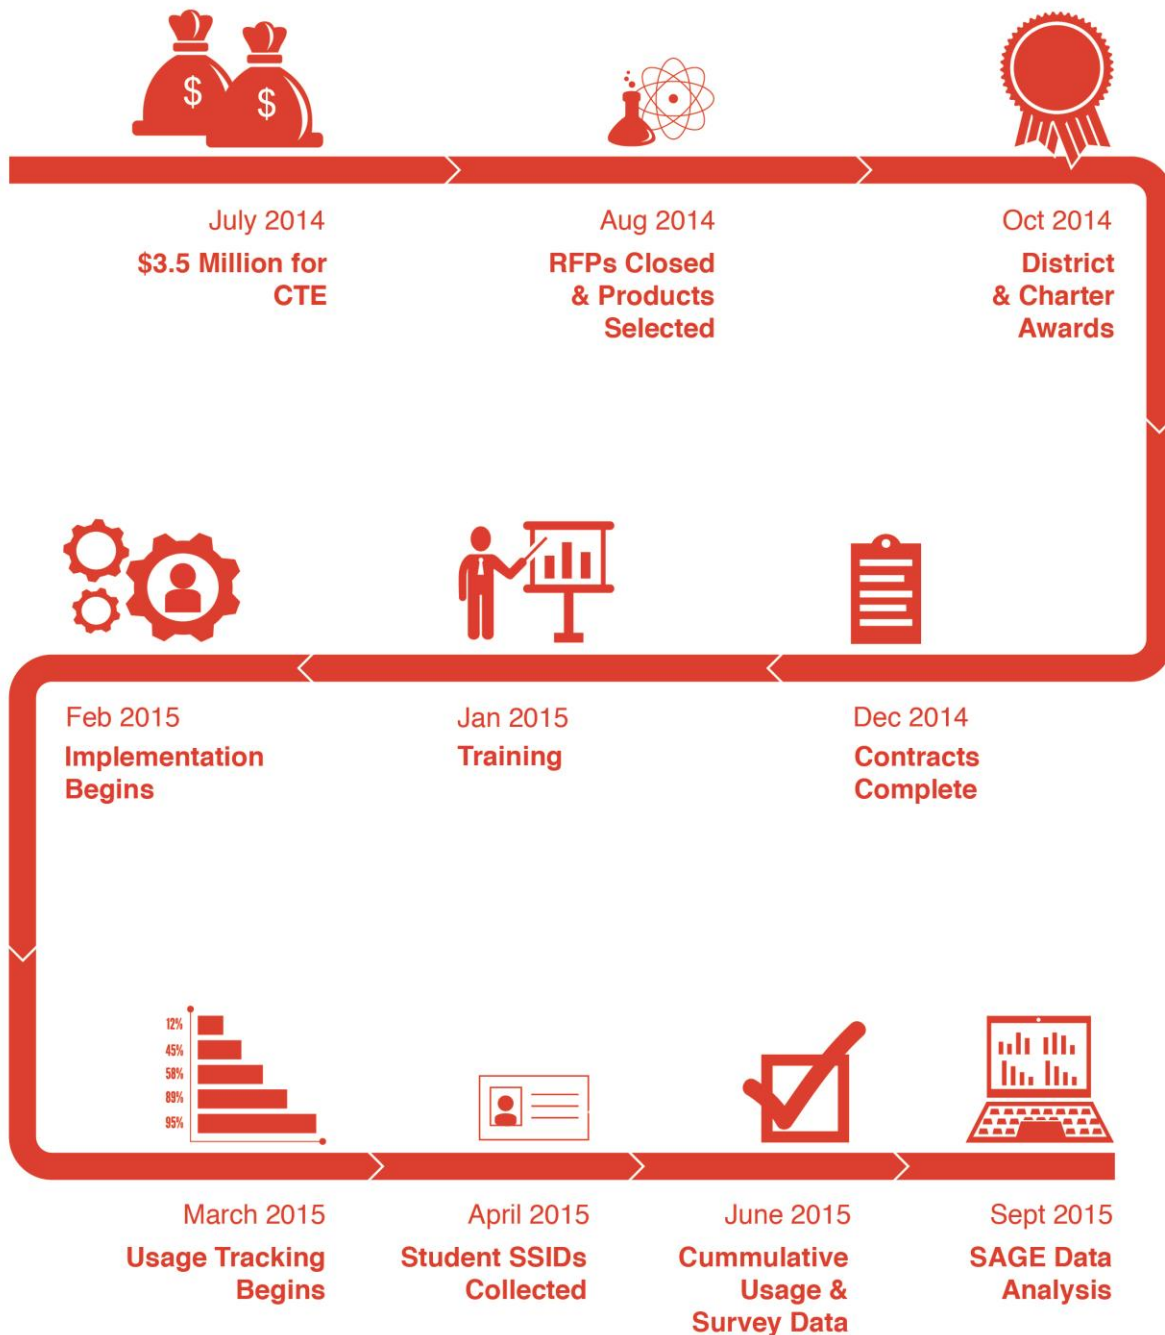 $ $
July 2014
$3.5 Million for
CTE
Aug 2014
RFPs Closed
& Products
Selected
Oct 2014
District
& Charter
Awards
Feb 2015
Implementation
Begins
Jan 2015
Training
Dec 2014
Contracts
Complete
12%
45%
58%
89%
95%
March 2015
Usage Tracking
Begins
April 2015
Student SSIDs
Collected
June 2015
Cummulative
Usage &
Survey Data
Sept 2015
SAGE Data
Analysis